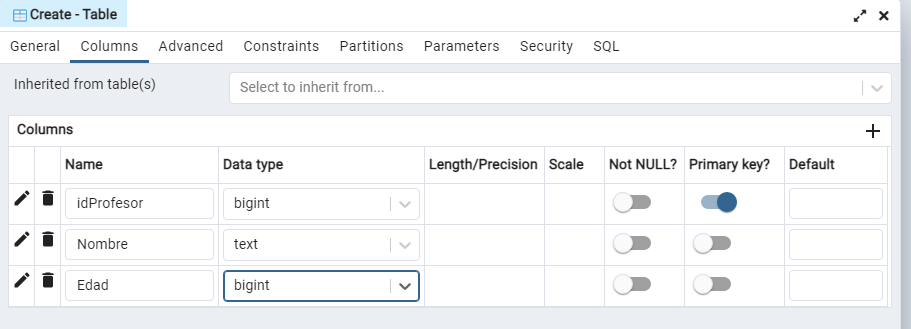 Create - Table
General Columns Advanced Constraints Partitions Parameters Security SQL
Inherited from table(s) Select to inherit from...
Columns
Name Data type Length/Precision Scale Not NULL? Primary key? Default
idProfesor bigint
Nombre text
Edad bigint